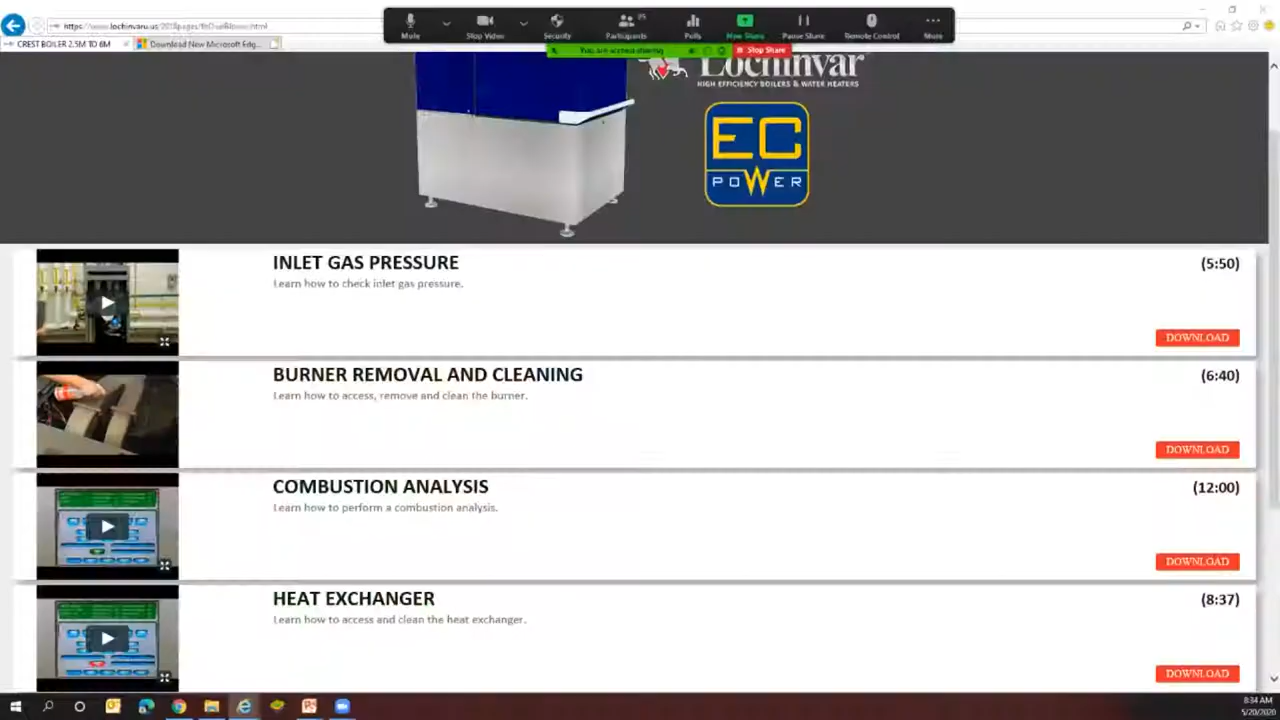 Mute
Stop Video
Security
Participants
Polls
New Share
Pause Share
Remote Control
More
CREST BOILER 2.5M TO 6M
Download New Microsoft Edg...
Stop Share
Lochinvar
HIGH EFFICIENCY BOILERS & WATER HEATERS
EC
POWER
INLET GAS PRESSURE
(5:50)
Learn how to check inlet gas pressure.
DOWNLOAD
BURNER REMOVAL AND CLEANING
(6:40)
Learn how to access, remove and clean the burner.
DOWNLOAD
COMBUSTION ANALYSIS
(12:00)
Learn how to perform a combustion analysis.
DOWNLOAD
HEAT EXCHANGER
(8:37)
Learn how to access and clean the heat exchanger.
DOWNLOAD
8:34 AM
5/20/2020